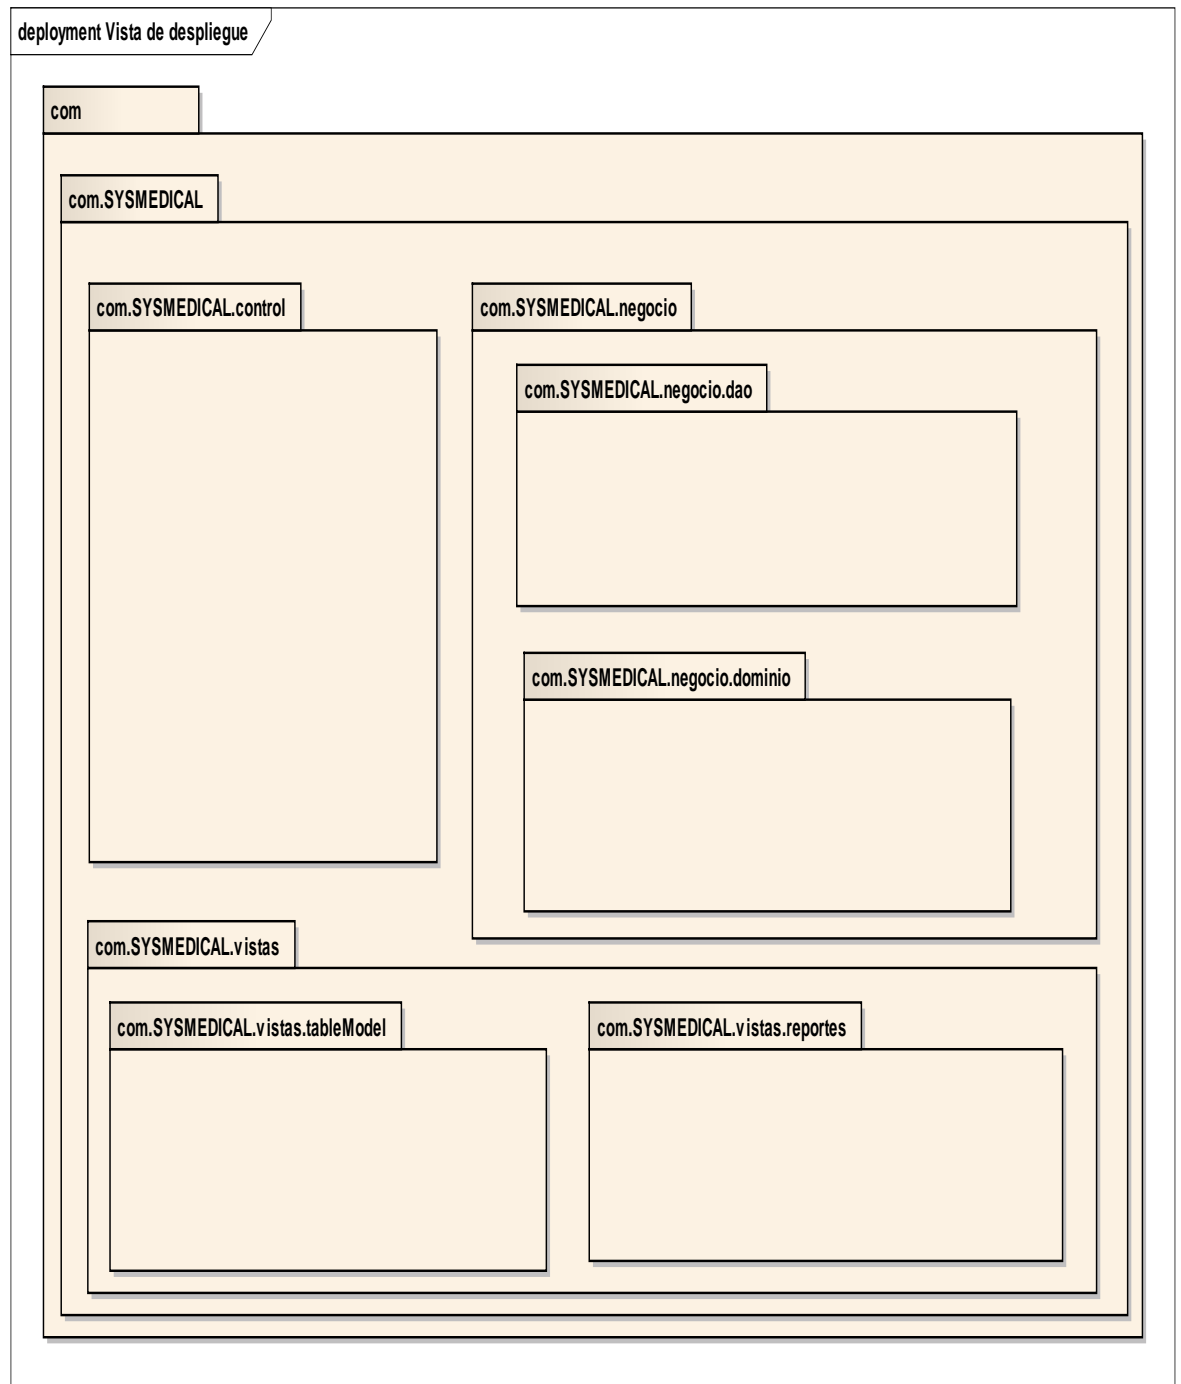 deployment Vista de despliegue
com
com.SYSMEDICAL
com.SYSMEDICAL.control
com.SYSMEDICAL.negocio
com.SYSMEDICAL.negocio.dao
com.SYSMEDICAL.negocio.dominio
com.SYSMEDICAL.vistas
com.SYSMEDICAL.vistas.tableModel
com.SYSMEDICAL.vistas.reportes